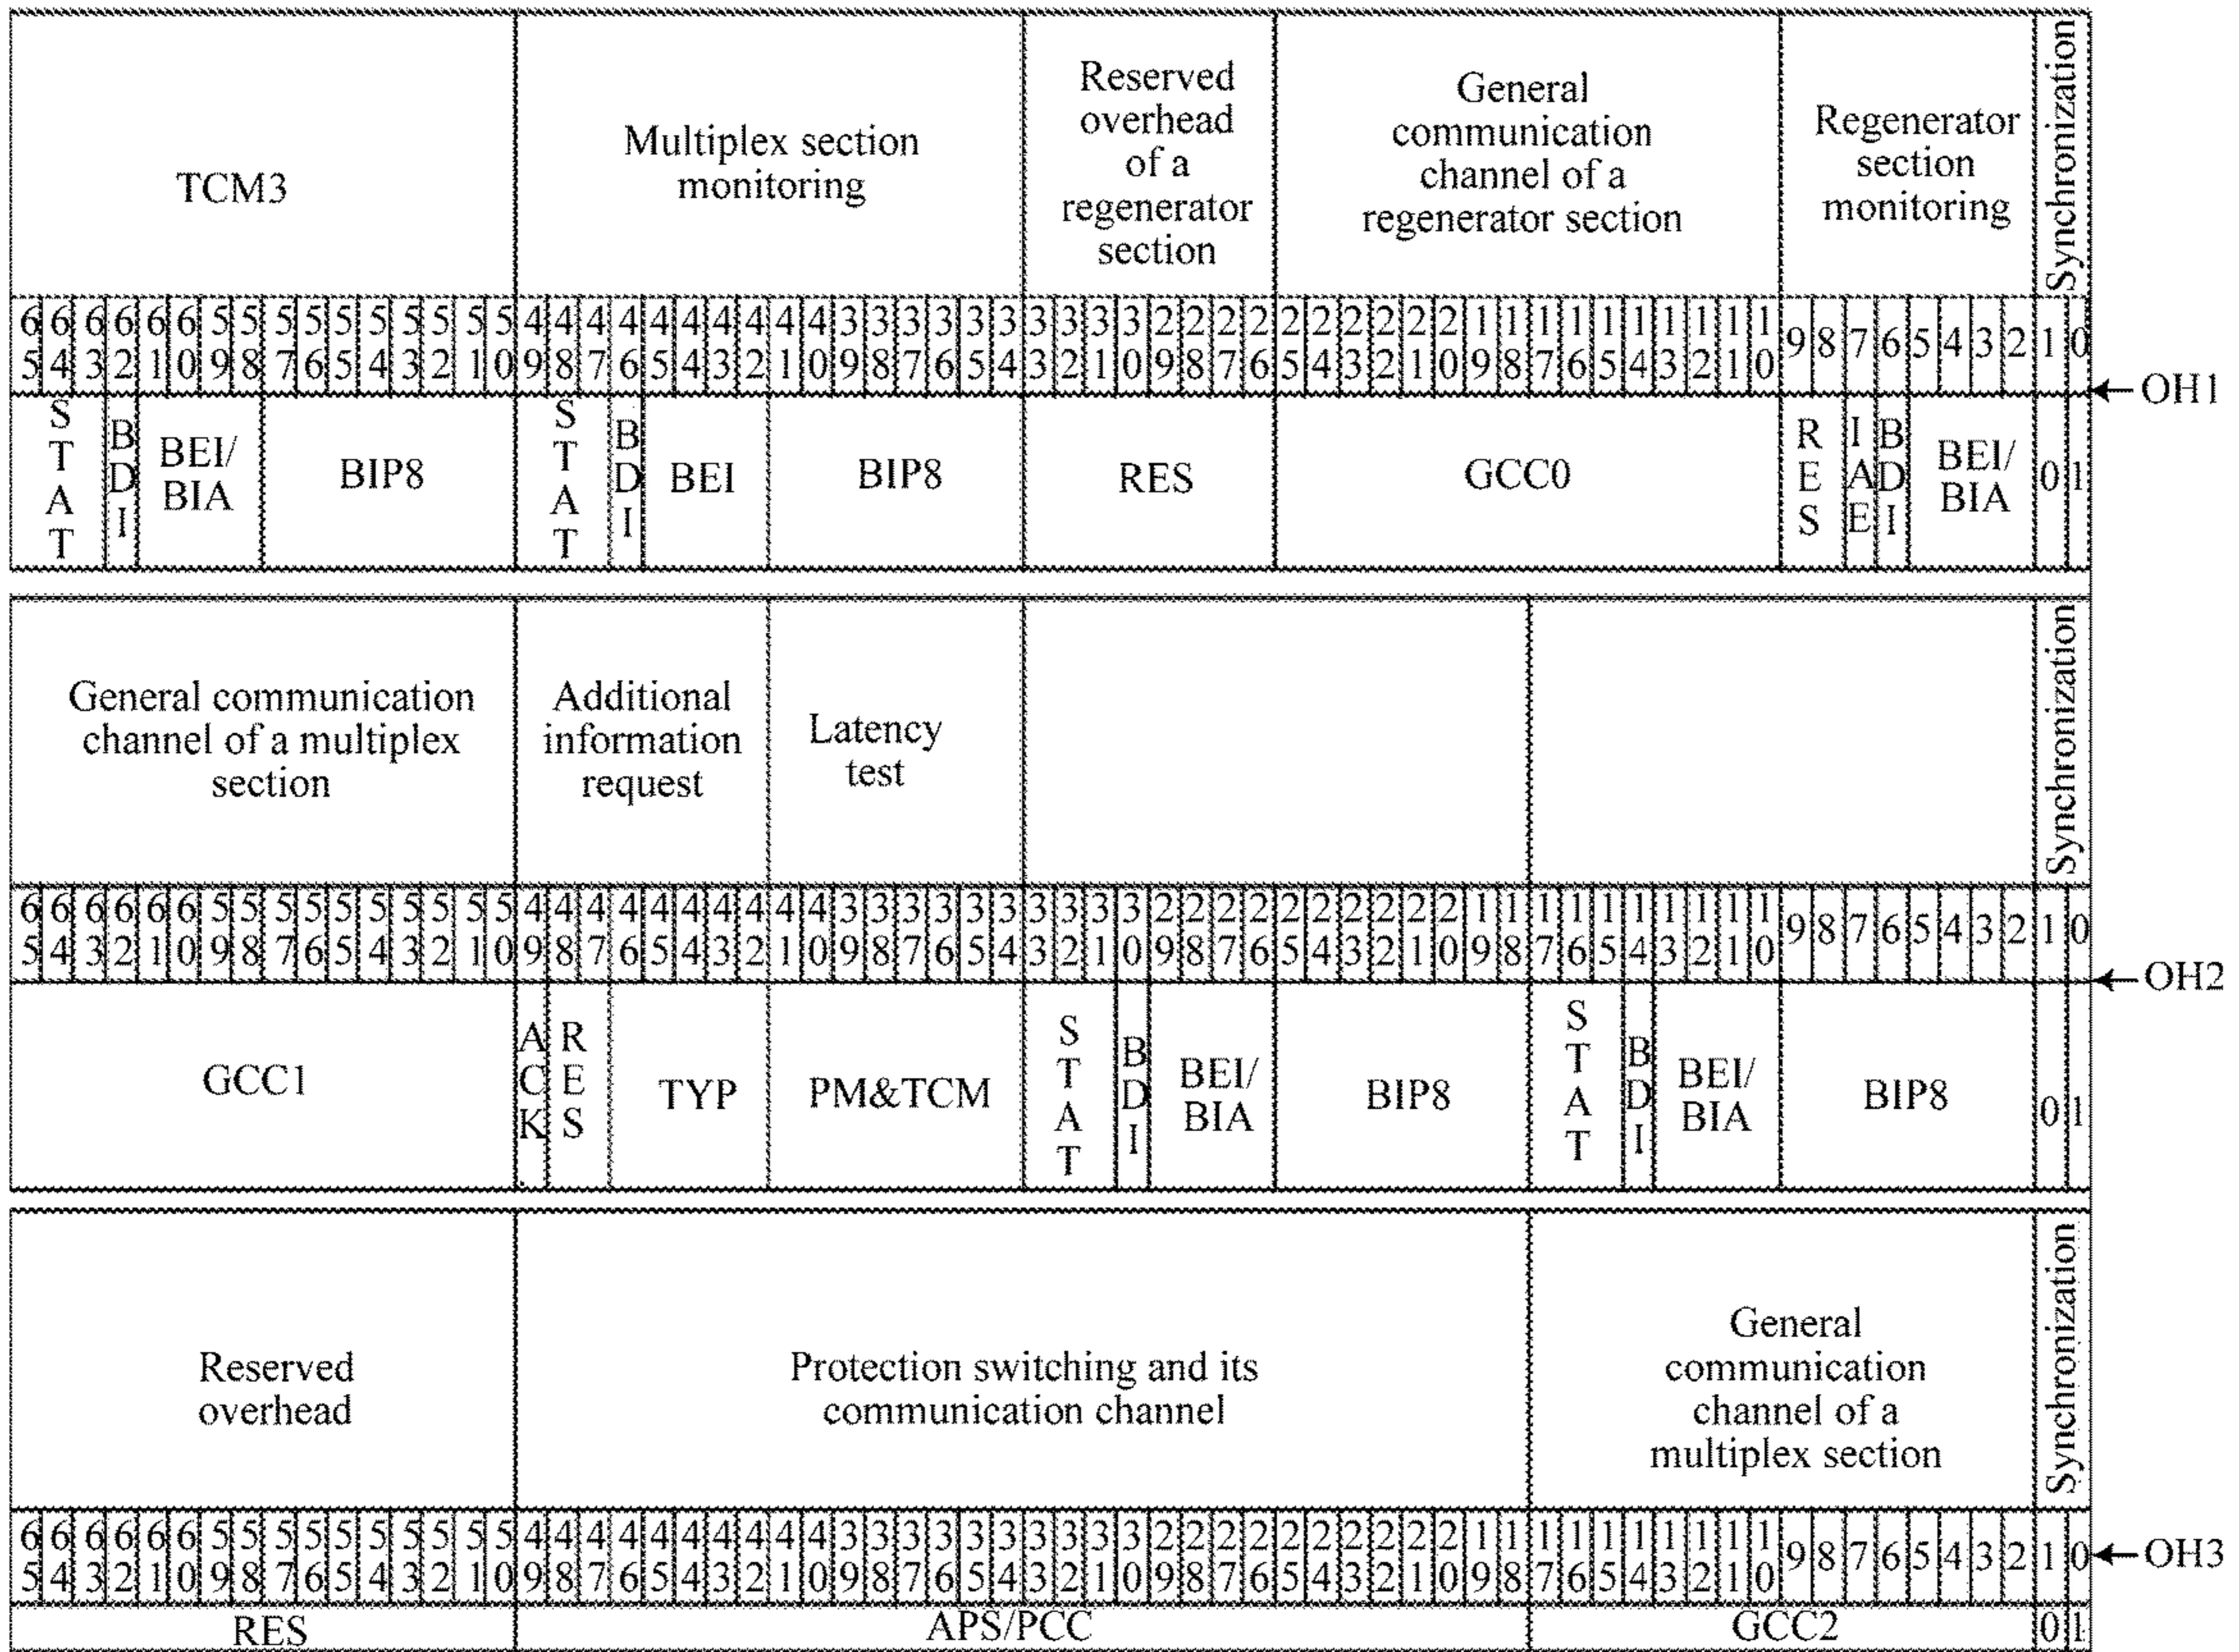 TCM3
Multiplex section
monitoring
Reserved
overhead
of a
regenerator
section
General
communication
channel of a
regenerator section
Regenerator
section
monitoring
Synchronization
65 64 63 62 61 60 59 58 57 56 55 54 53 52 51 50 49 48 47 46 45 44 43 42 41 40 39 38 37 36 35 34 33 32 31 30 29 28 27 26 25 24 23 22 21 20 19 18 17 16 15 14 13 12 11 10 9 8 7 6 5 4 3 2 1 0
OH1
STAT
BDI
BEI/
BIA
BIP8
STAT
BDI
BEI
BIP8
RES
GCC0
RES
IAE
BDI
BEI/
BIA
0 1
General communication
channel of a multiplex
section
Additional
information
request
Latency
test
Synchronization
65 64 63 62 61 60 59 58 57 56 55 54 53 52 51 50 49 48 47 46 45 44 43 42 41 40 39 38 37 36 35 34 33 32 31 30 29 28 27 26 25 24 23 22 21 20 19 18 17 16 15 14 13 12 11 10 9 8 7 6 5 4 3 2 1 0
OH2
GCC1
ACK
RES
TYP
PM&TCM
STAT
BDI
BEI/
BIA
BIP8
STAT
BDI
BEI/
BIA
BIP8
0 1
Reserved
overhead
Protection switching and its
communication channel
General
communication
channel of a
multiplex section
Synchronization
65 64 63 62 61 60 59 58 57 56 55 54 53 52 51 50 49 48 47 46 45 44 43 42 41 40 39 38 37 36 35 34 33 32 31 30 29 28 27 26 25 24 23 22 21 20 19 18 17 16 15 14 13 12 11 10 9 8 7 6 5 4 3 2 1 0
OH3
RES
APS/PCC
GCC2
0 1